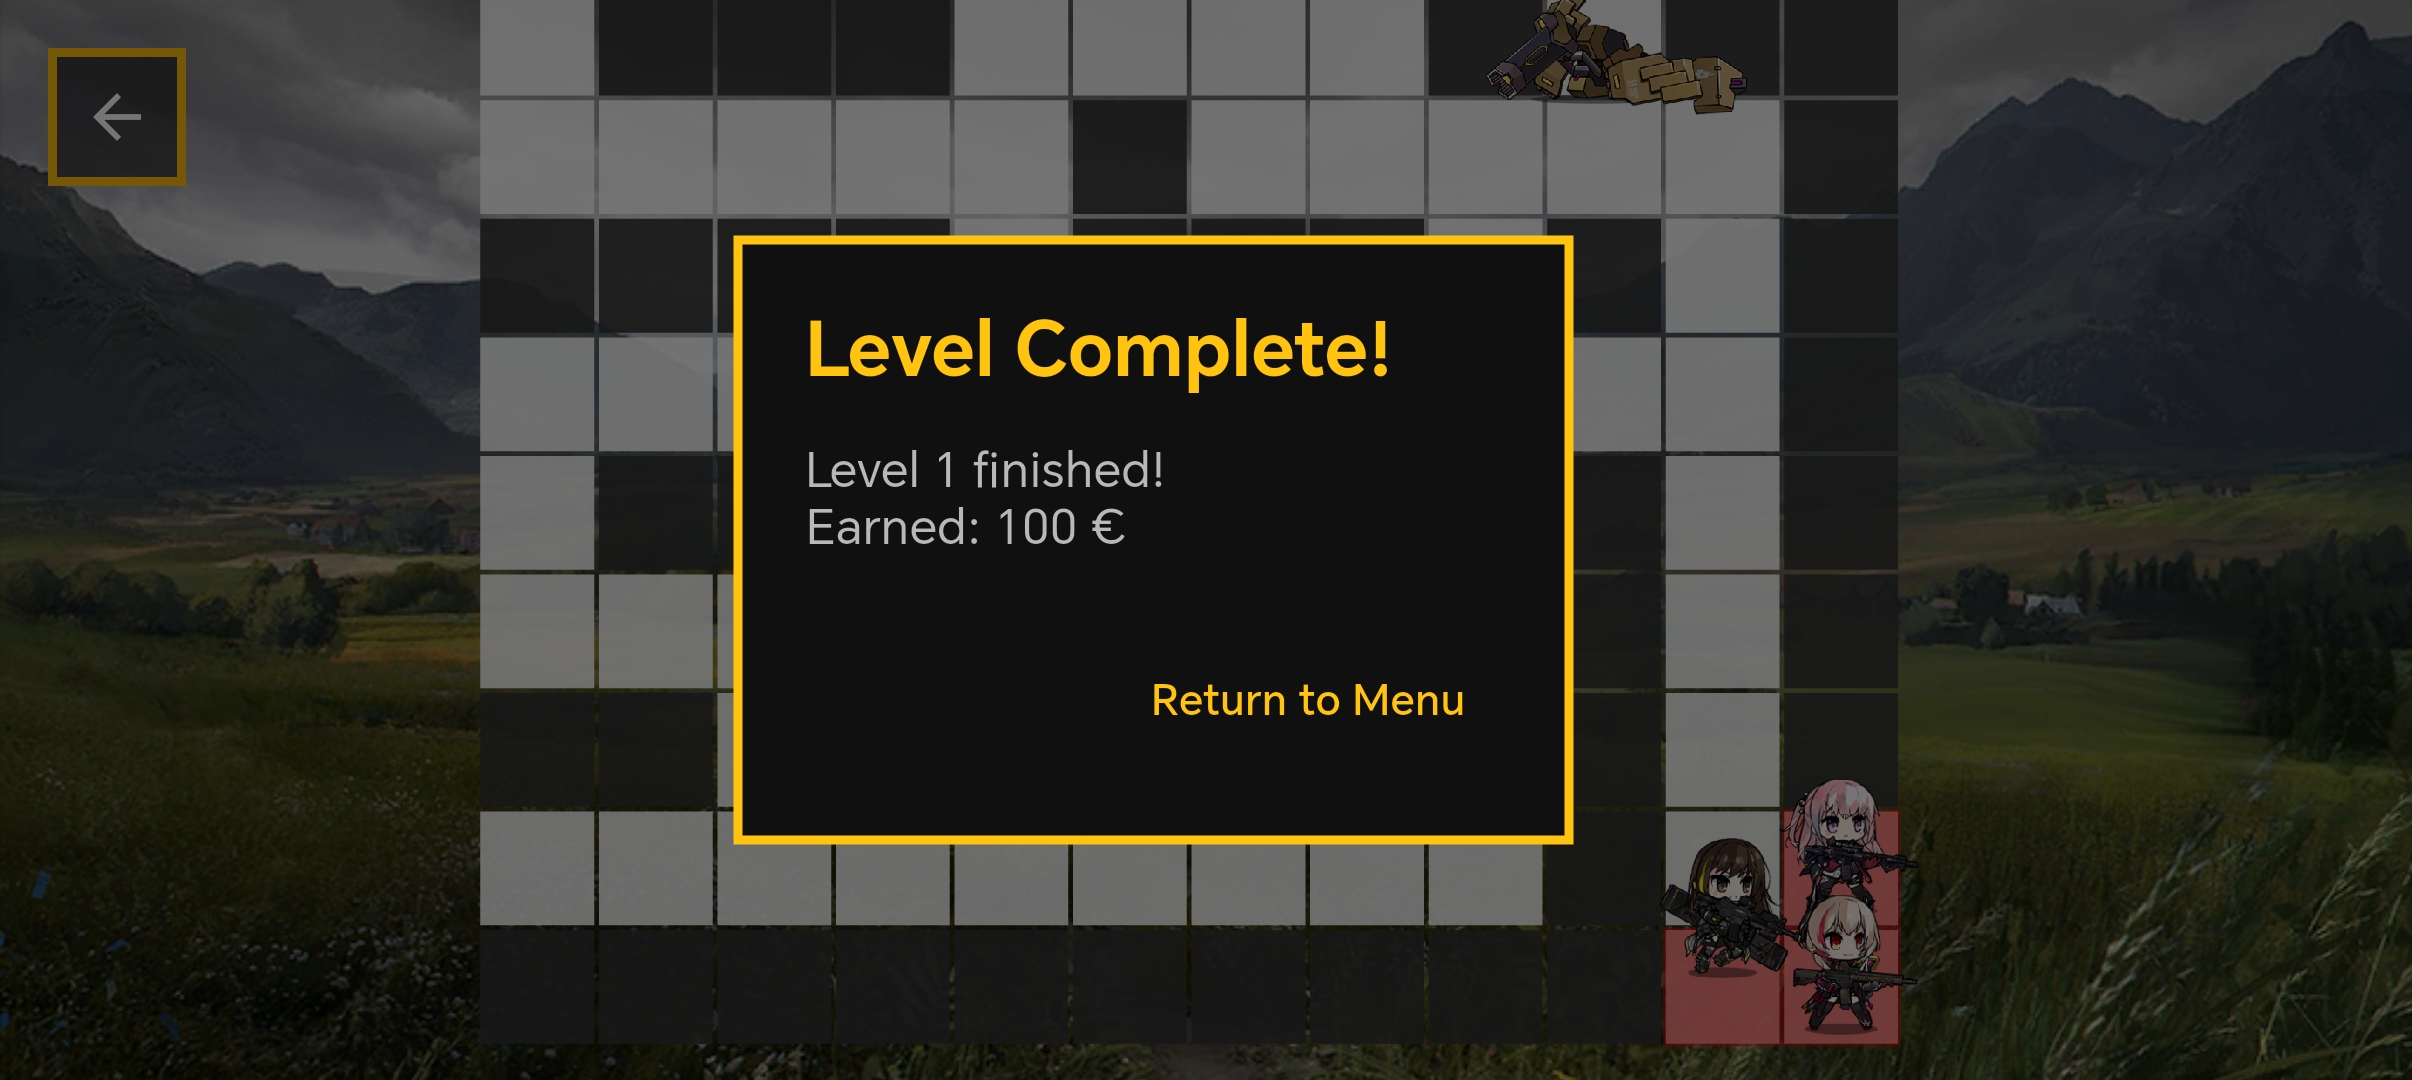 Level Complete!
Level 1 finished!
Earned: 100 €
Return to Menu